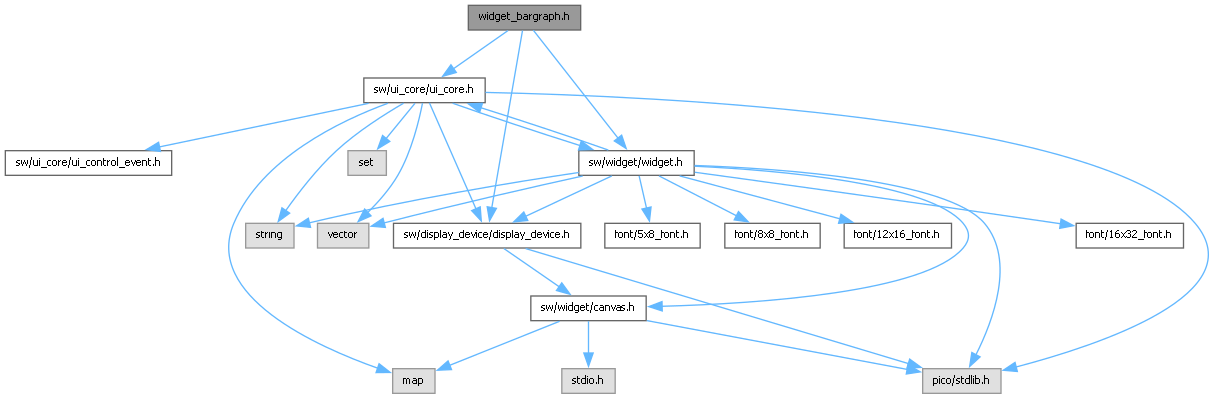 widget_bargraph.h
sw/ui_core/ui_core.h
sw/ui_core/ui_control_event.h
set
sw/widget/widget.h
string
vector
sw/display_device/display_device.h
font/5x8_font.h
font/8x8_font.h
font/12x16_font.h
font/16x32_font.h
sw/widget/canvas.h
map
stdio.h
pico/stdlib.h